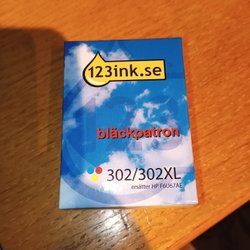 123ink.se
bläckpatron
302/302XL
ersätter HP F6U67AE